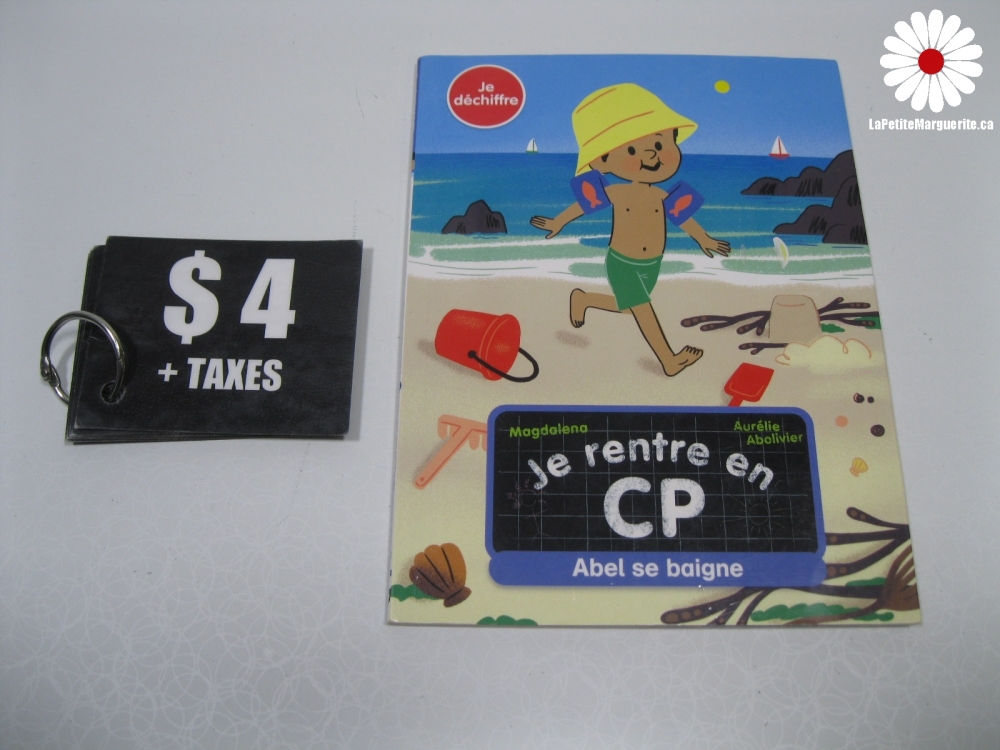 LaPetiteMarguerite.ca
$ 4
+ TAXES
Je
déchiffre
Magdalena
Aurélie
Abolivier
Je rentre en
CP
Abel se baigne